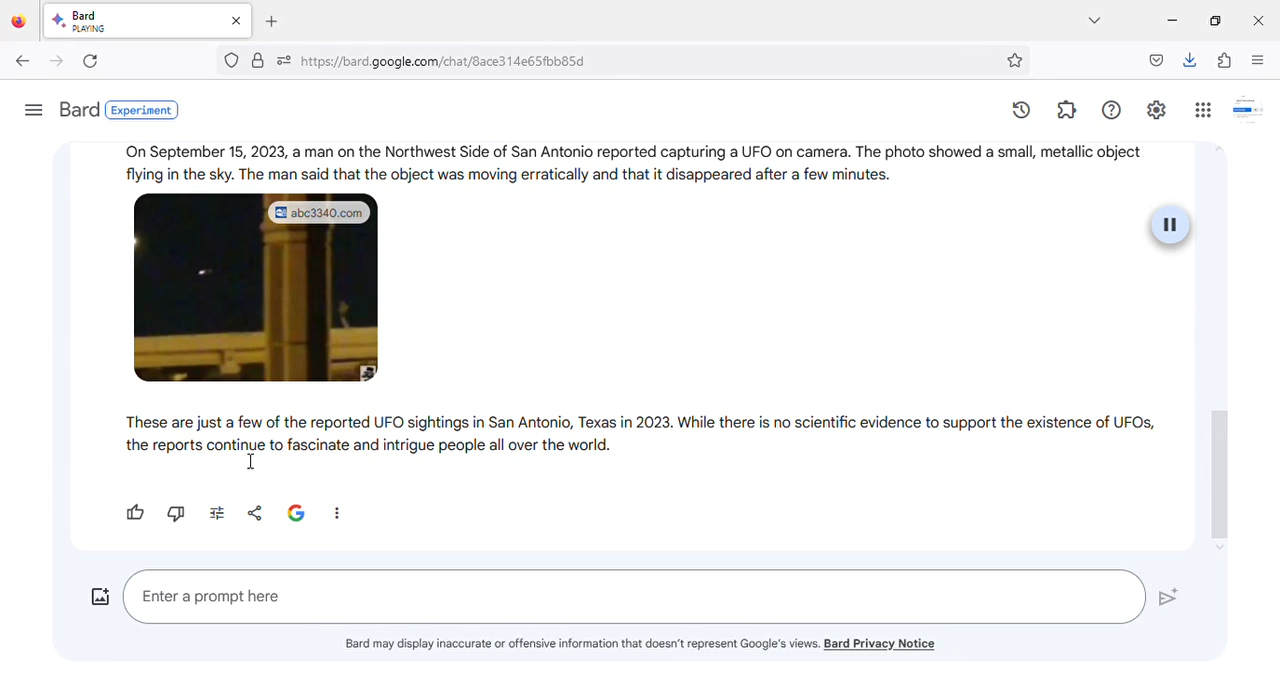 Bard
PLAYING
https://bard.google.com/chat/8ace314e65fbb85d
Bard Experiment
On September 15, 2023, a man on the Northwest Side of San Antonio reported capturing a UFO on camera. The photo showed a small, metallic object
flying in the sky. The man said that the object was moving erratically and that it disappeared after a few minutes.
abc3340.com
These are just a few of the reported UFO sightings in San Antonio, Texas in 2023. While there is no scientific evidence to support the existence of UFOs,
the reports continue to fascinate and intrigue people all over the world.
Enter a prompt here
Bard may display inaccurate or offensive information that doesn't represent Google's views. Bard Privacy Notice